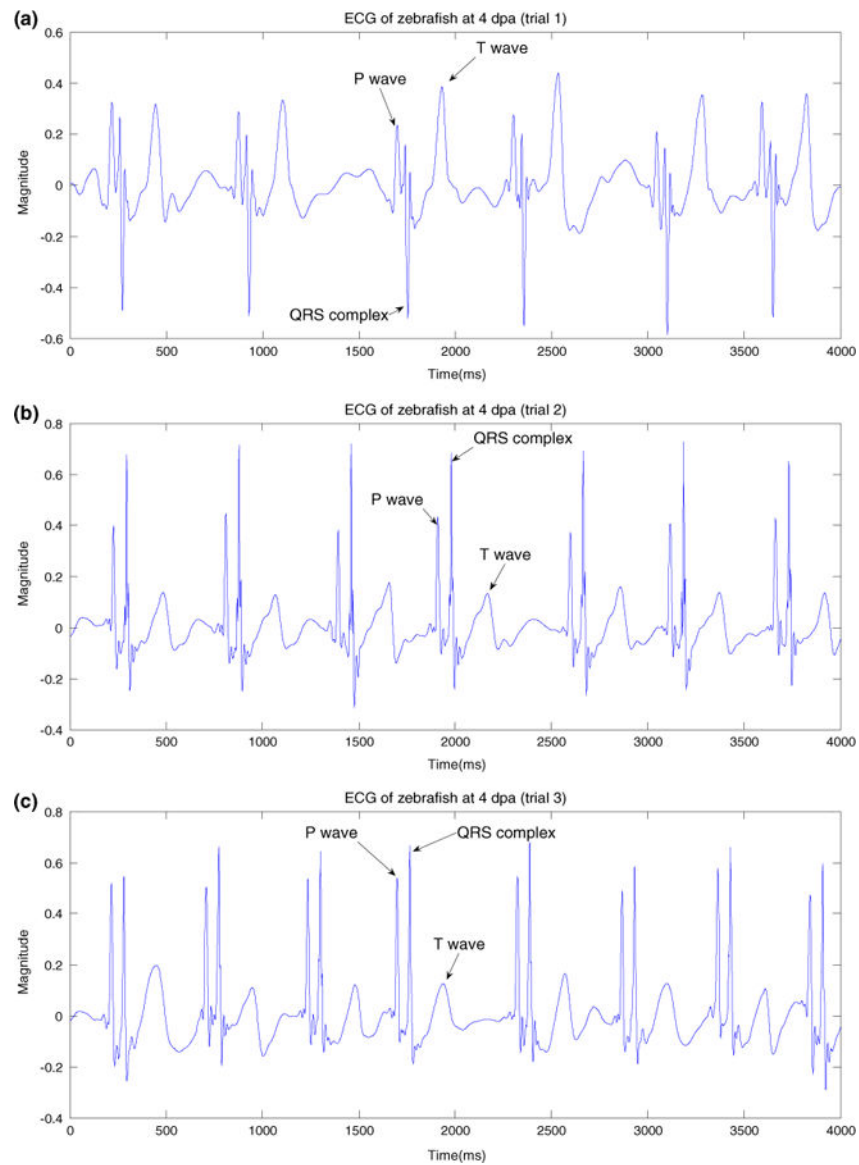 (a)
ECG of zebrafish at 4 dpa (trial 1)
0.6
0.4
0.2
0
-0.2
-0.4
-0.6
Magnitude
P wave
T wave
QRS complex
0 500 1000 1500 2000 2500 3000 3500 4000
Time(ms)
(b)
ECG of zebrafish at 4 dpa (trial 2)
0.8
0.6
0.4
0.2
0
-0.2
-0.4
Magnitude
QRS complex
P wave
T wave
0 500 1000 1500 2000 2500 3000 3500 4000
Time(ms)
(c)
ECG of zebrafish at 4 dpa (trial 3)
0.8
0.6
0.4
0.2
0
-0.2
-0.4
Magnitude
P wave
QRS complex
T wave
0 500 1000 1500 2000 2500 3000 3500 4000
Time(ms)